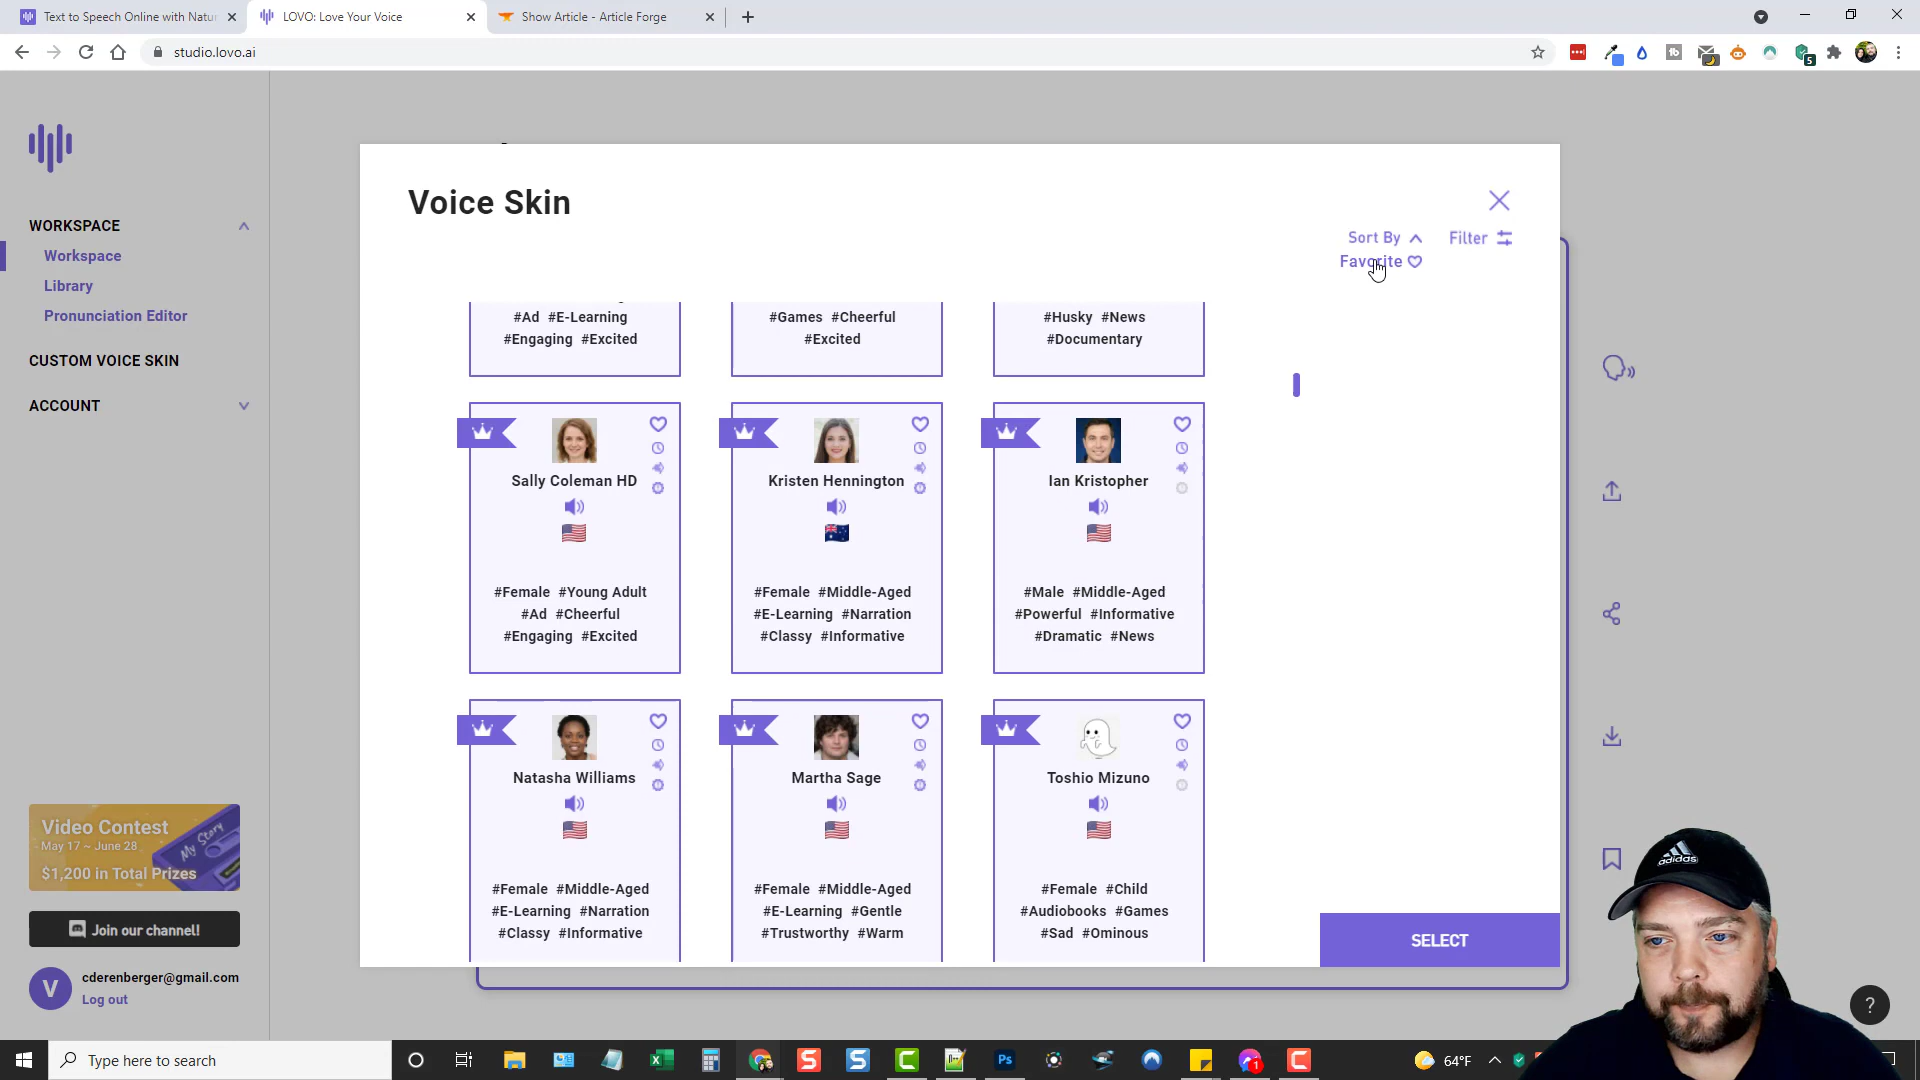 Text to Speech Online with Natu
LOVO: Love Your Voice
Show Article - Article Forge
studio.lovo.ai
5
WORKSPACE
Workspace
Library
Pronunciation Editor
CUSTOM VOICE SKIN
ACCOUNT
Voice Skin
Sort By
Filter
Favorite
#Ad #E-Learning
#Engaging #Excited
#Games #Cheerful
#Excited
#Husky #News
#Documentary
Sally Coleman HD
#Female #Young Adult
#Ad #Cheerful
#Engaging #Excited
Kristen Hennington
#Female #Middle-Aged
#E-Learning #Narration
#Classy #Informative
Ian Kristopher
#Male #Middle-Aged
#Powerful #Informative
#Dramatic #News
Natasha Williams
#Female #Middle-Aged
#E-Learning #Narration
#Classy #Informative
Martha Sage
#Female #Middle-Aged
#E-Learning #Gentle
#Trustworthy #Warm
Toshio Mizuno
#Female #Child
#Audiobooks #Games
#Sad #Ominous
SELECT
Video Contest
May 17 ~ June 28
My Story
$1,200 in Total Prizes
Join our channel!
V
cderenberger@gmail.com
Log out
adidas
?
Type here to search
Ps
1
64°F